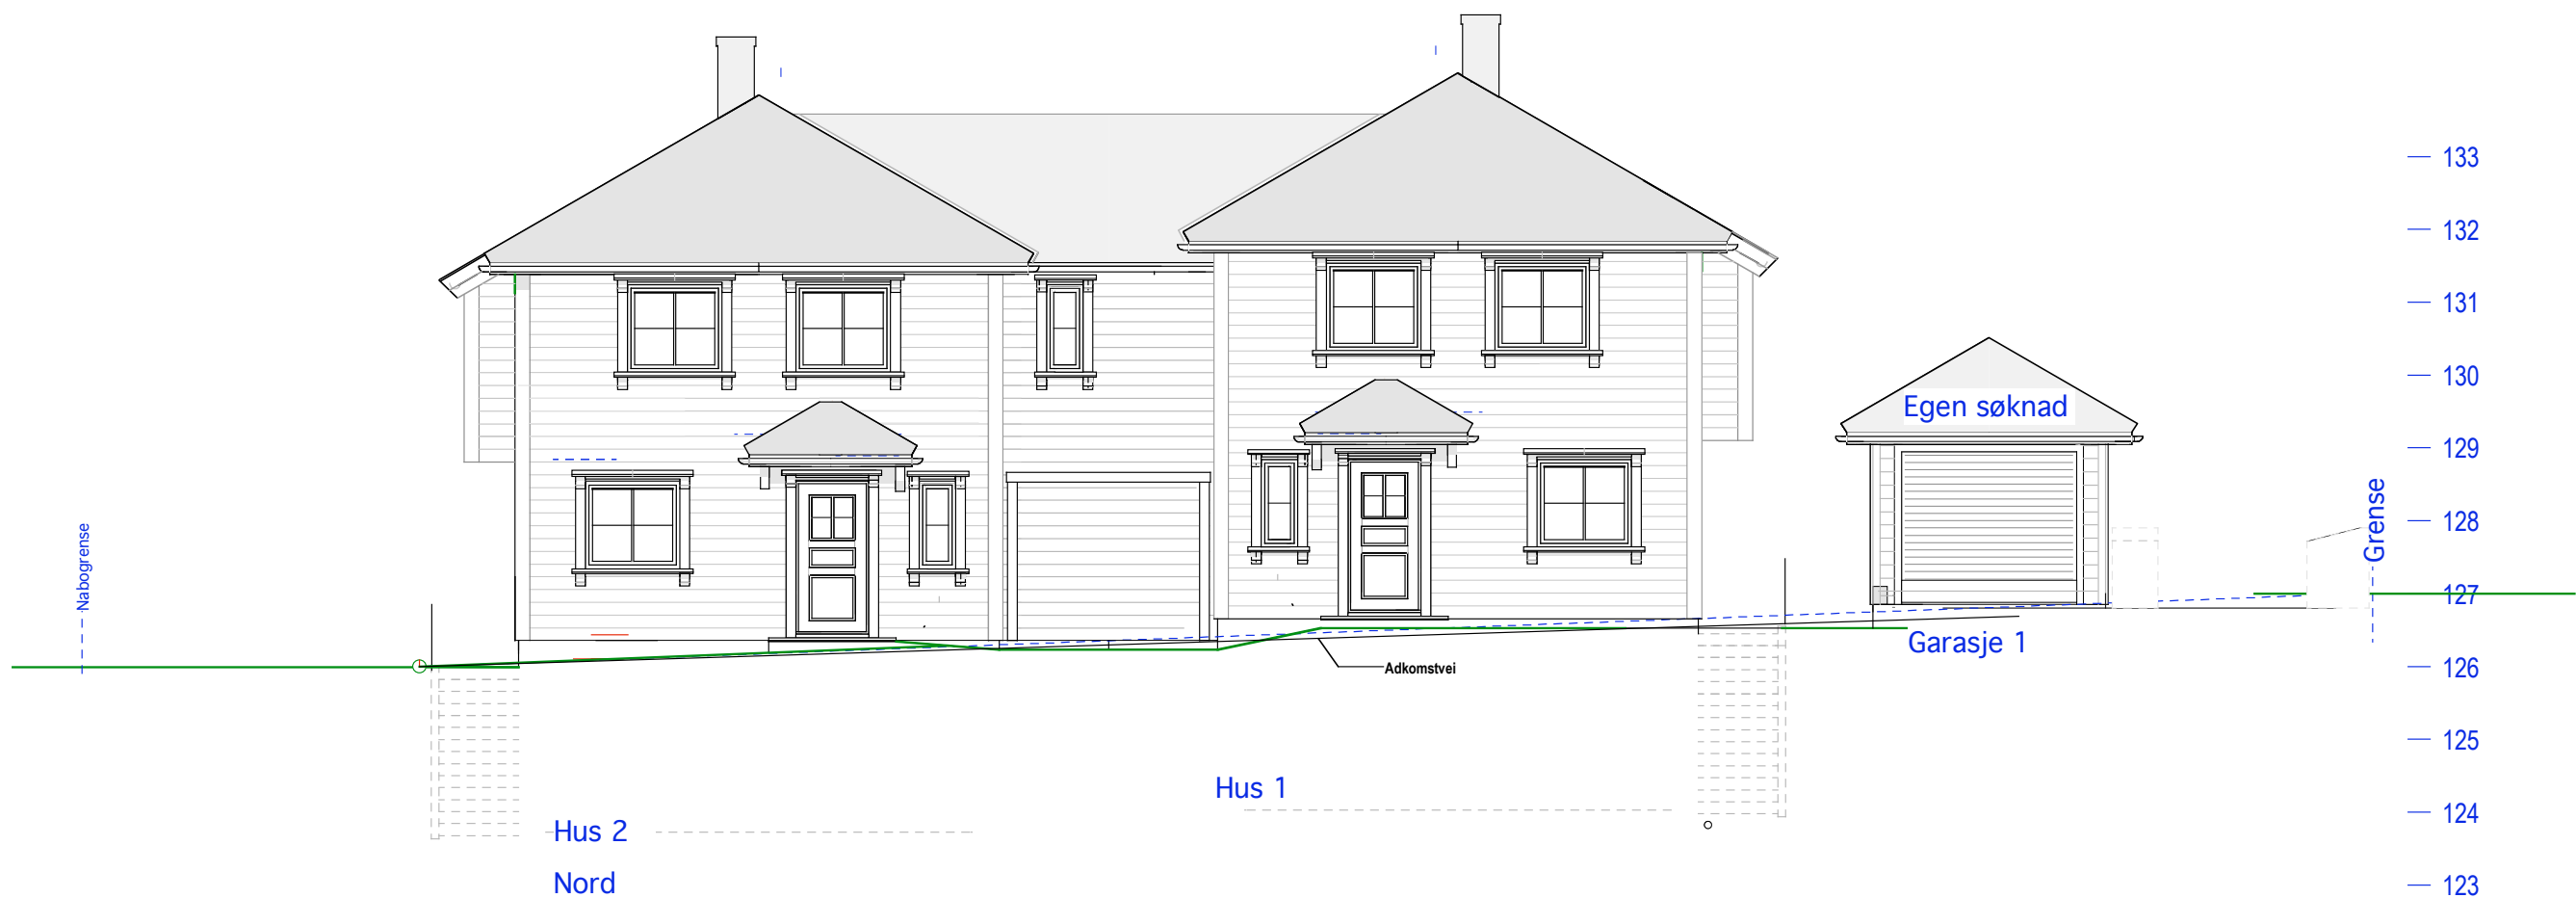 133
132
131
130
Egen søknad
129
Grense
128
Nabogrense
127
Garasje 1
Adkomstvei
126
125
Hus 1
124
Hus 2
Nord
123